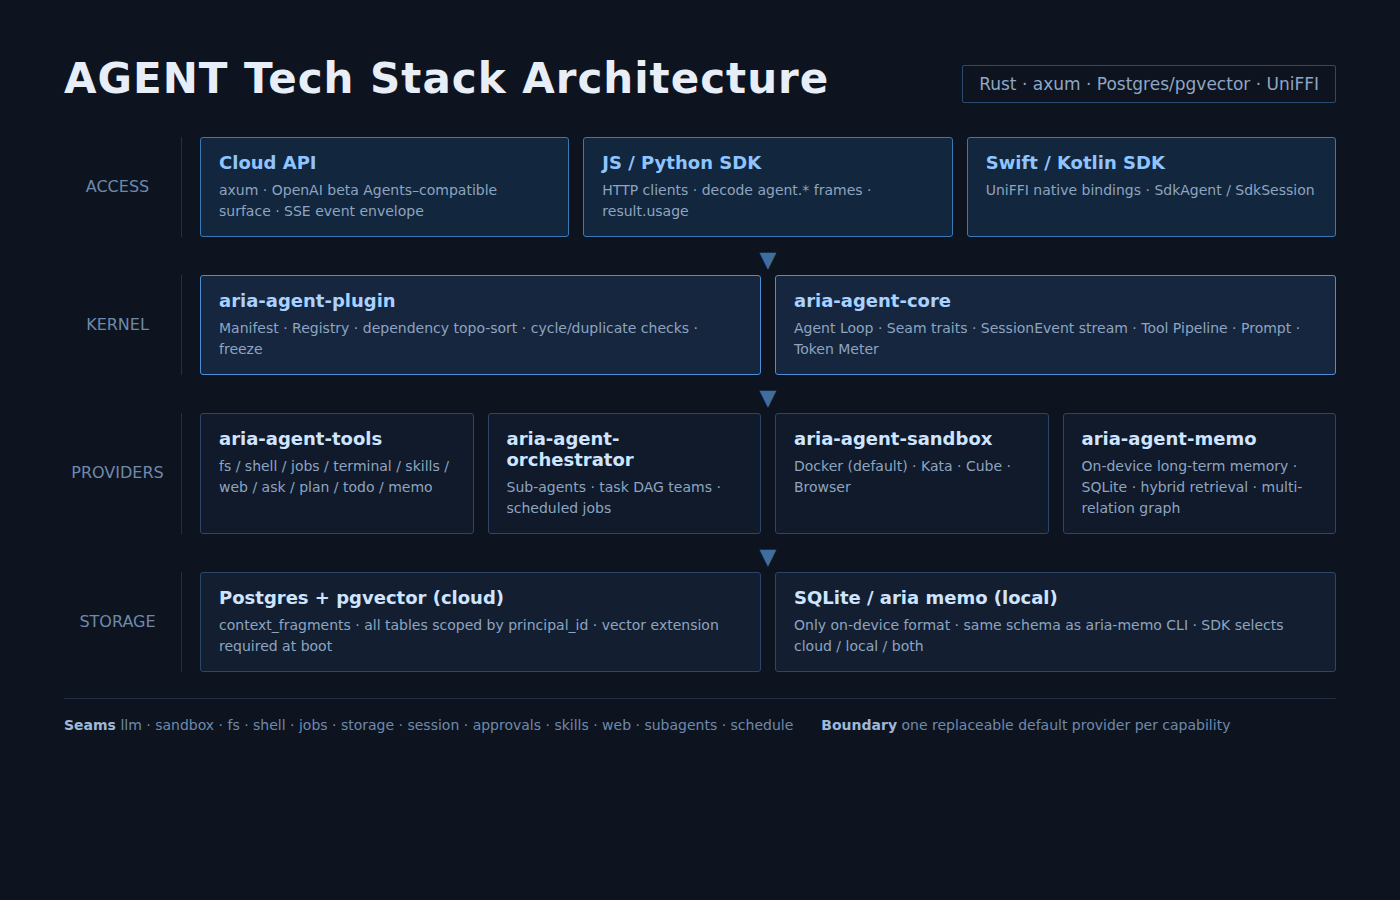 AGENT Tech Stack Architecture
Rust · axum · Postgres/pgvector · UniFFI
ACCESS
Cloud API
axum · OpenAI beta Agents–compatible
surface · SSE event envelope
JS / Python SDK
HTTP clients · decode agent.* frames ·
result.usage
Swift / Kotlin SDK
UniFFI native bindings · SdkAgent / SdkSession
KERNEL
aria-agent-plugin
Manifest · Registry · dependency topo-sort · cycle/duplicate checks ·
freeze
aria-agent-core
Agent Loop · Seam traits · SessionEvent stream · Tool Pipeline · Prompt ·
Token Meter
PROVIDERS
aria-agent-tools
fs / shell / jobs / terminal / skills /
web / ask / plan / todo / memo
aria-agent-
orchestrator
Sub-agents · task DAG teams ·
scheduled jobs
aria-agent-sandbox
Docker (default) · Kata · Cube ·
Browser
aria-agent-memo
On-device long-term memory ·
SQLite · hybrid retrieval · multi-
relation graph
STORAGE
Postgres + pgvector (cloud)
context_fragments · all tables scoped by principal_id · vector extension
required at boot
SQLite / aria memo (local)
Only on-device format · same schema as aria-memo CLI · SDK selects
cloud / local / both
Seams llm · sandbox · fs · shell · jobs · storage · session · approvals · skills · web · subagents · schedule
Boundary one replaceable default provider per capability